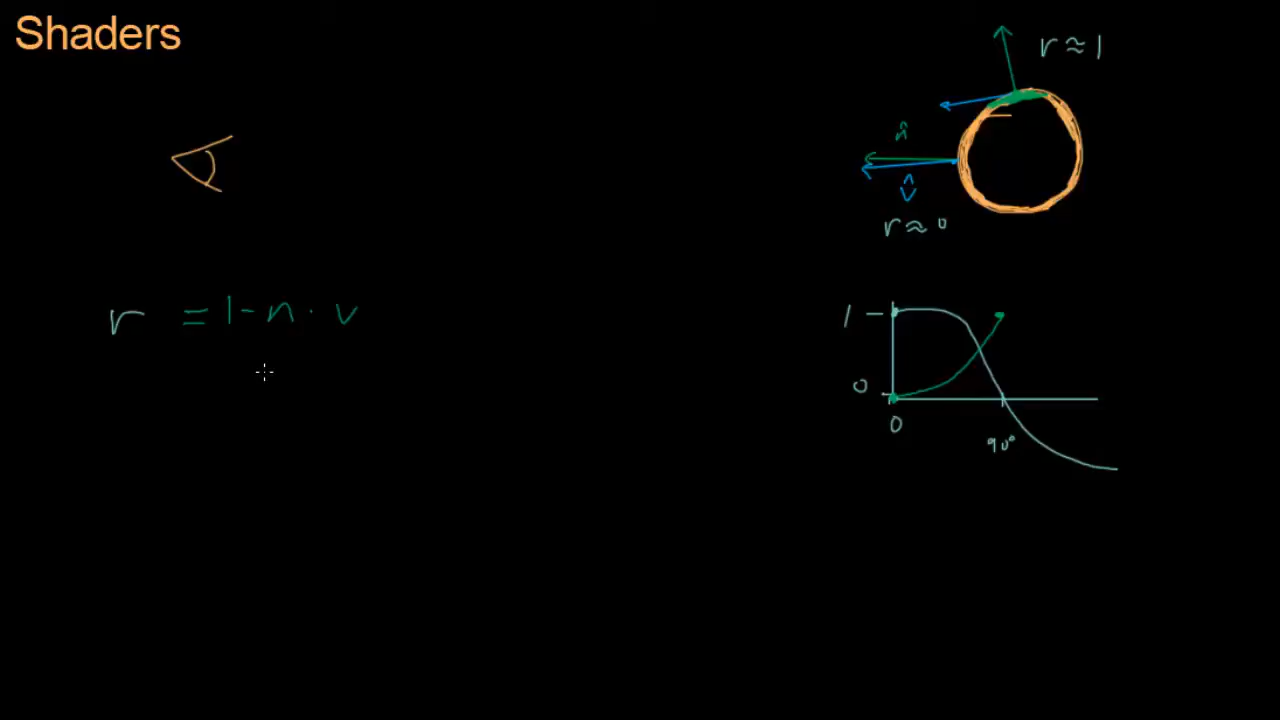 Shaders
r ≈ 1
n̂
v̂
r ≈ 0
r = 1 - n · v
1
0
0
90°